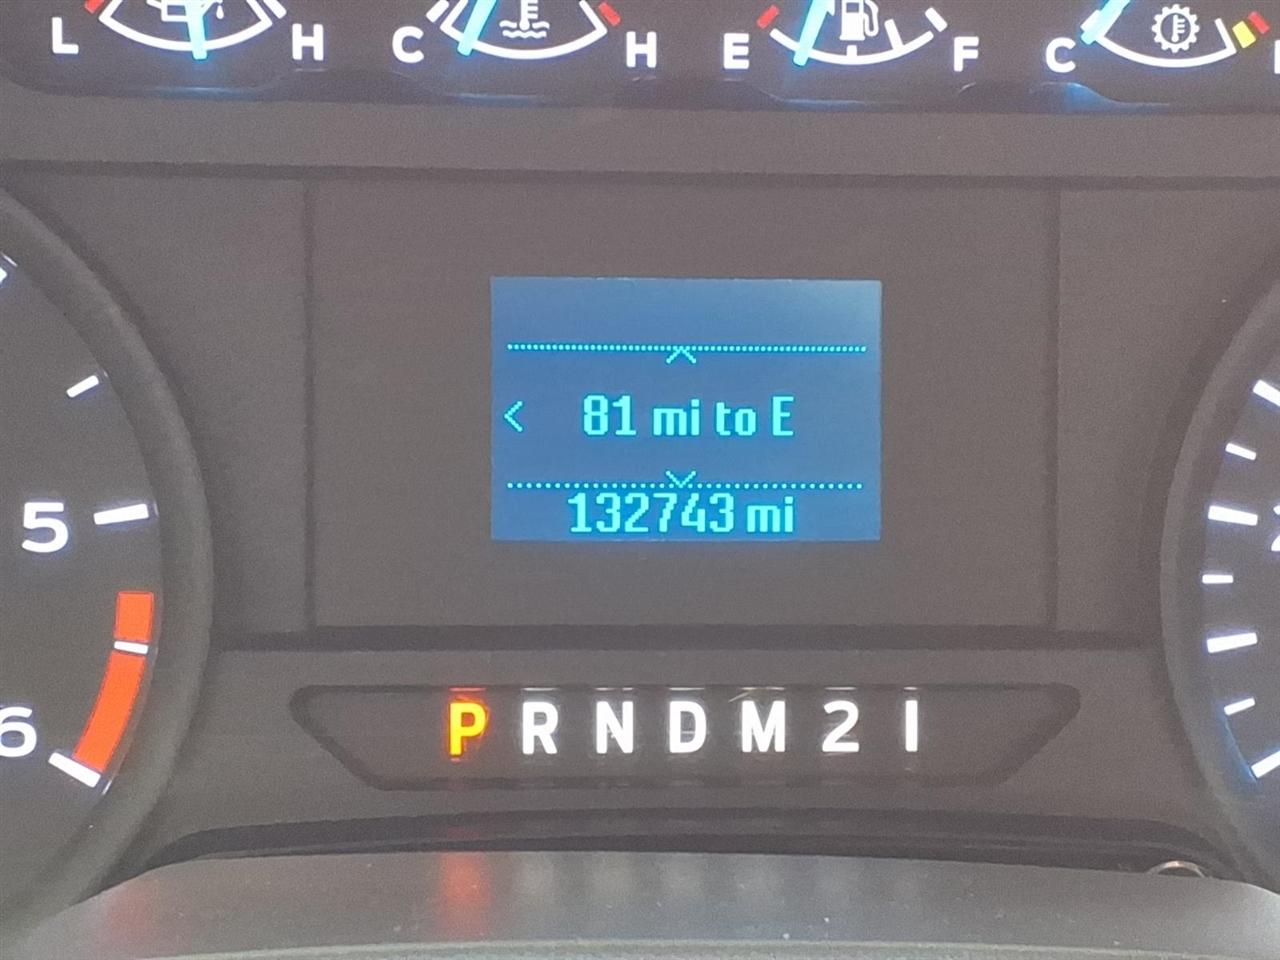 L H C H E F C
81 mi to E
132743 mi
5
6
P R N D M 2 1